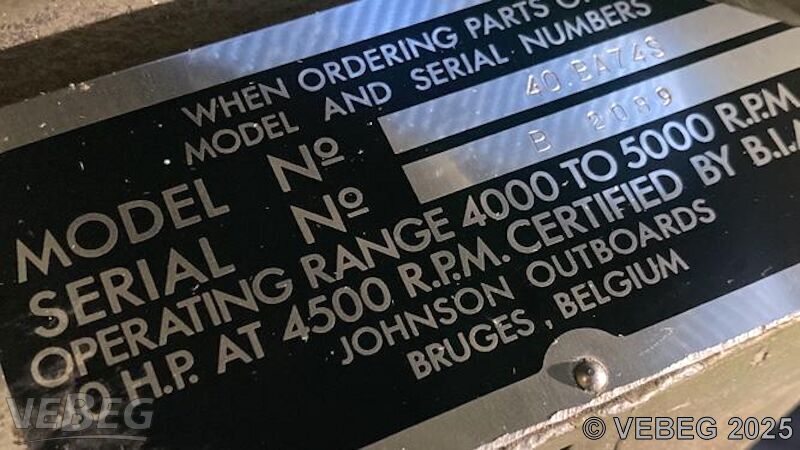 WHEN ORDERING PARTS
MODEL AND SERIAL NUMBERS
MODEL Nº 40 BA74S
SERIAL Nº B 2089
OPERATING RANGE 4000 TO 5000 R.P.M.
40 H.P. AT 4500 R.P.M. CERTIFIED BY B.I.A
JOHNSON OUTBOARDS
BRUGES, BELGIUM
VEBEG
© VEBEG 2025